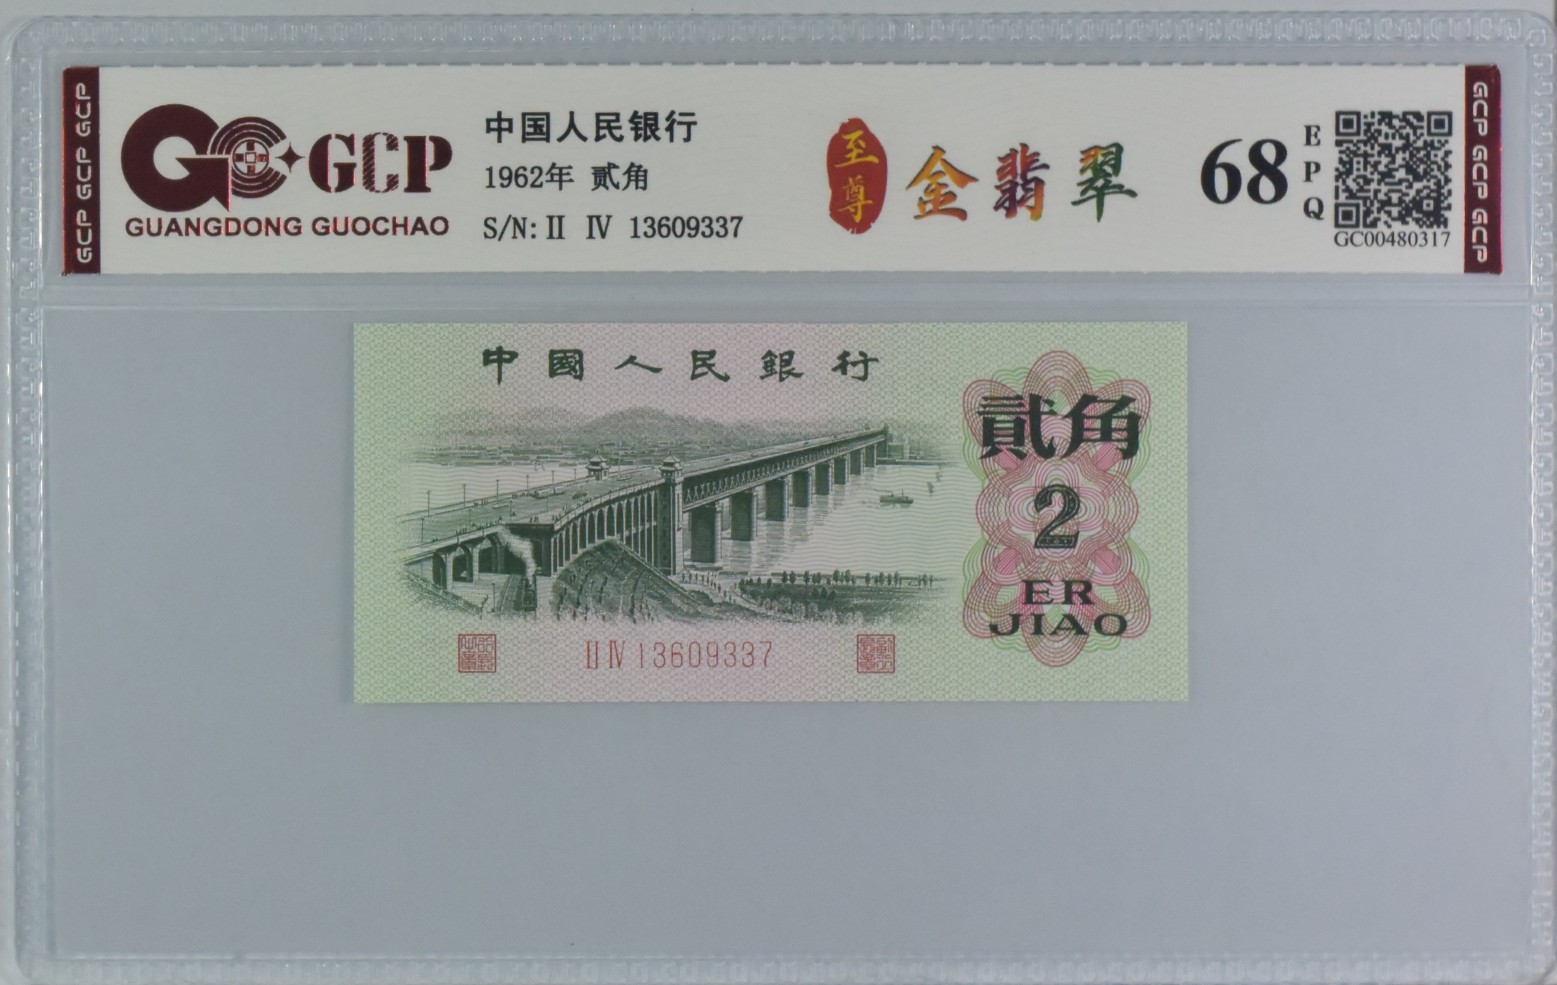 GCP GCP GCP
GCP
GUANGDONG GUOCHAO
中国人民银行
1962年 贰角
S/N: II IV 13609337
至尊
金翡翠
68
EPQ
GC00480317
GCP GCP GCP
中國人民銀行
貳角
2
ER
JIAO
II IV 13609337